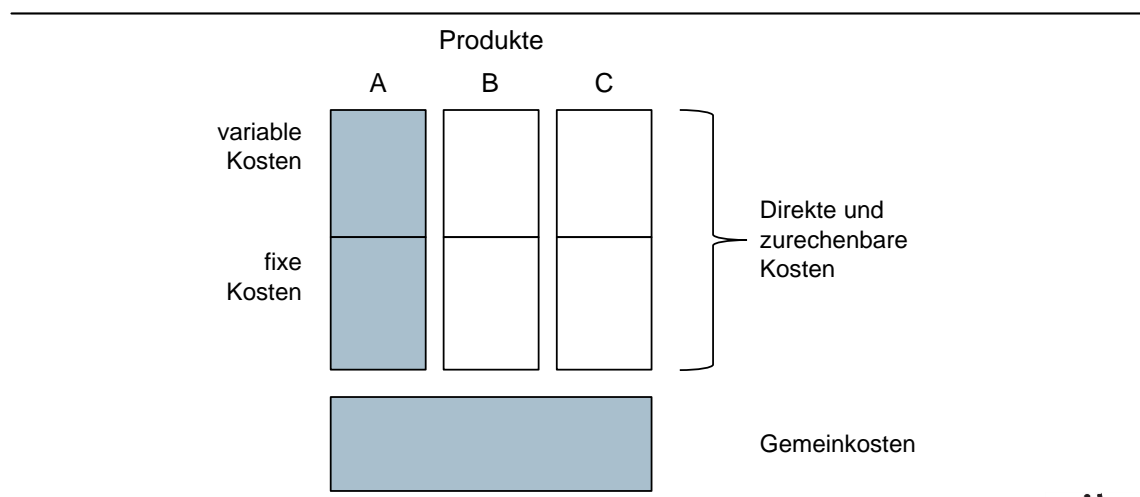 Produkte
A B C
variable
Kosten
fixe
Kosten
Direkte und
zurechenbare
Kosten
Gemeinkosten